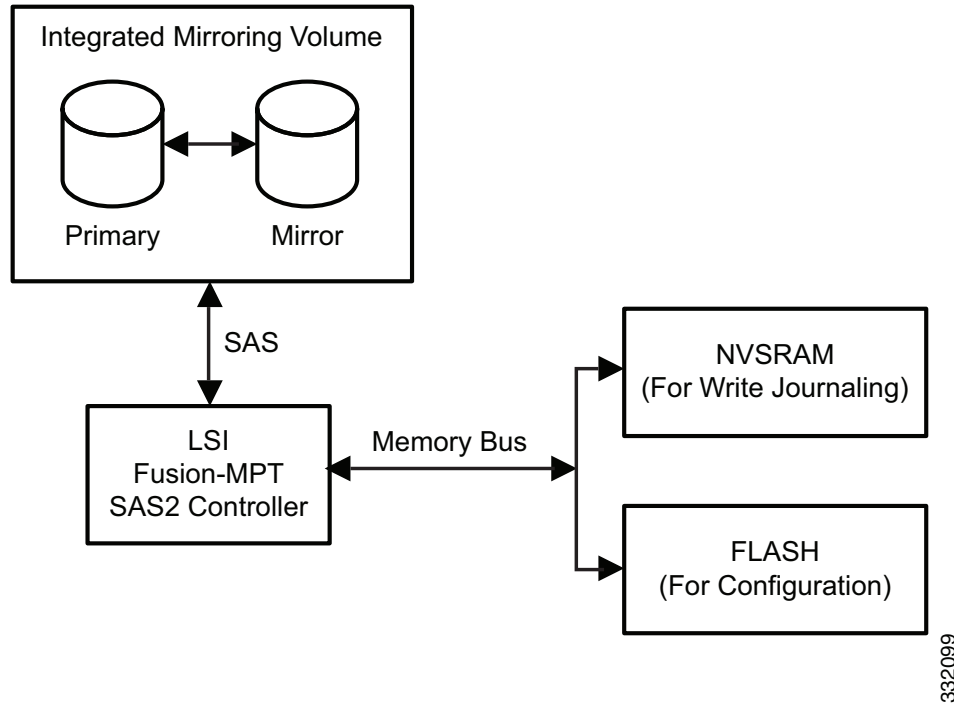 Integrated Mirroring Volume
Primary
Mirror
SAS
LSI
Fusion-MPT
SAS2 Controller
Memory Bus
NVSRAM
(For Write Journaling)
FLASH
(For Configuration)
332099